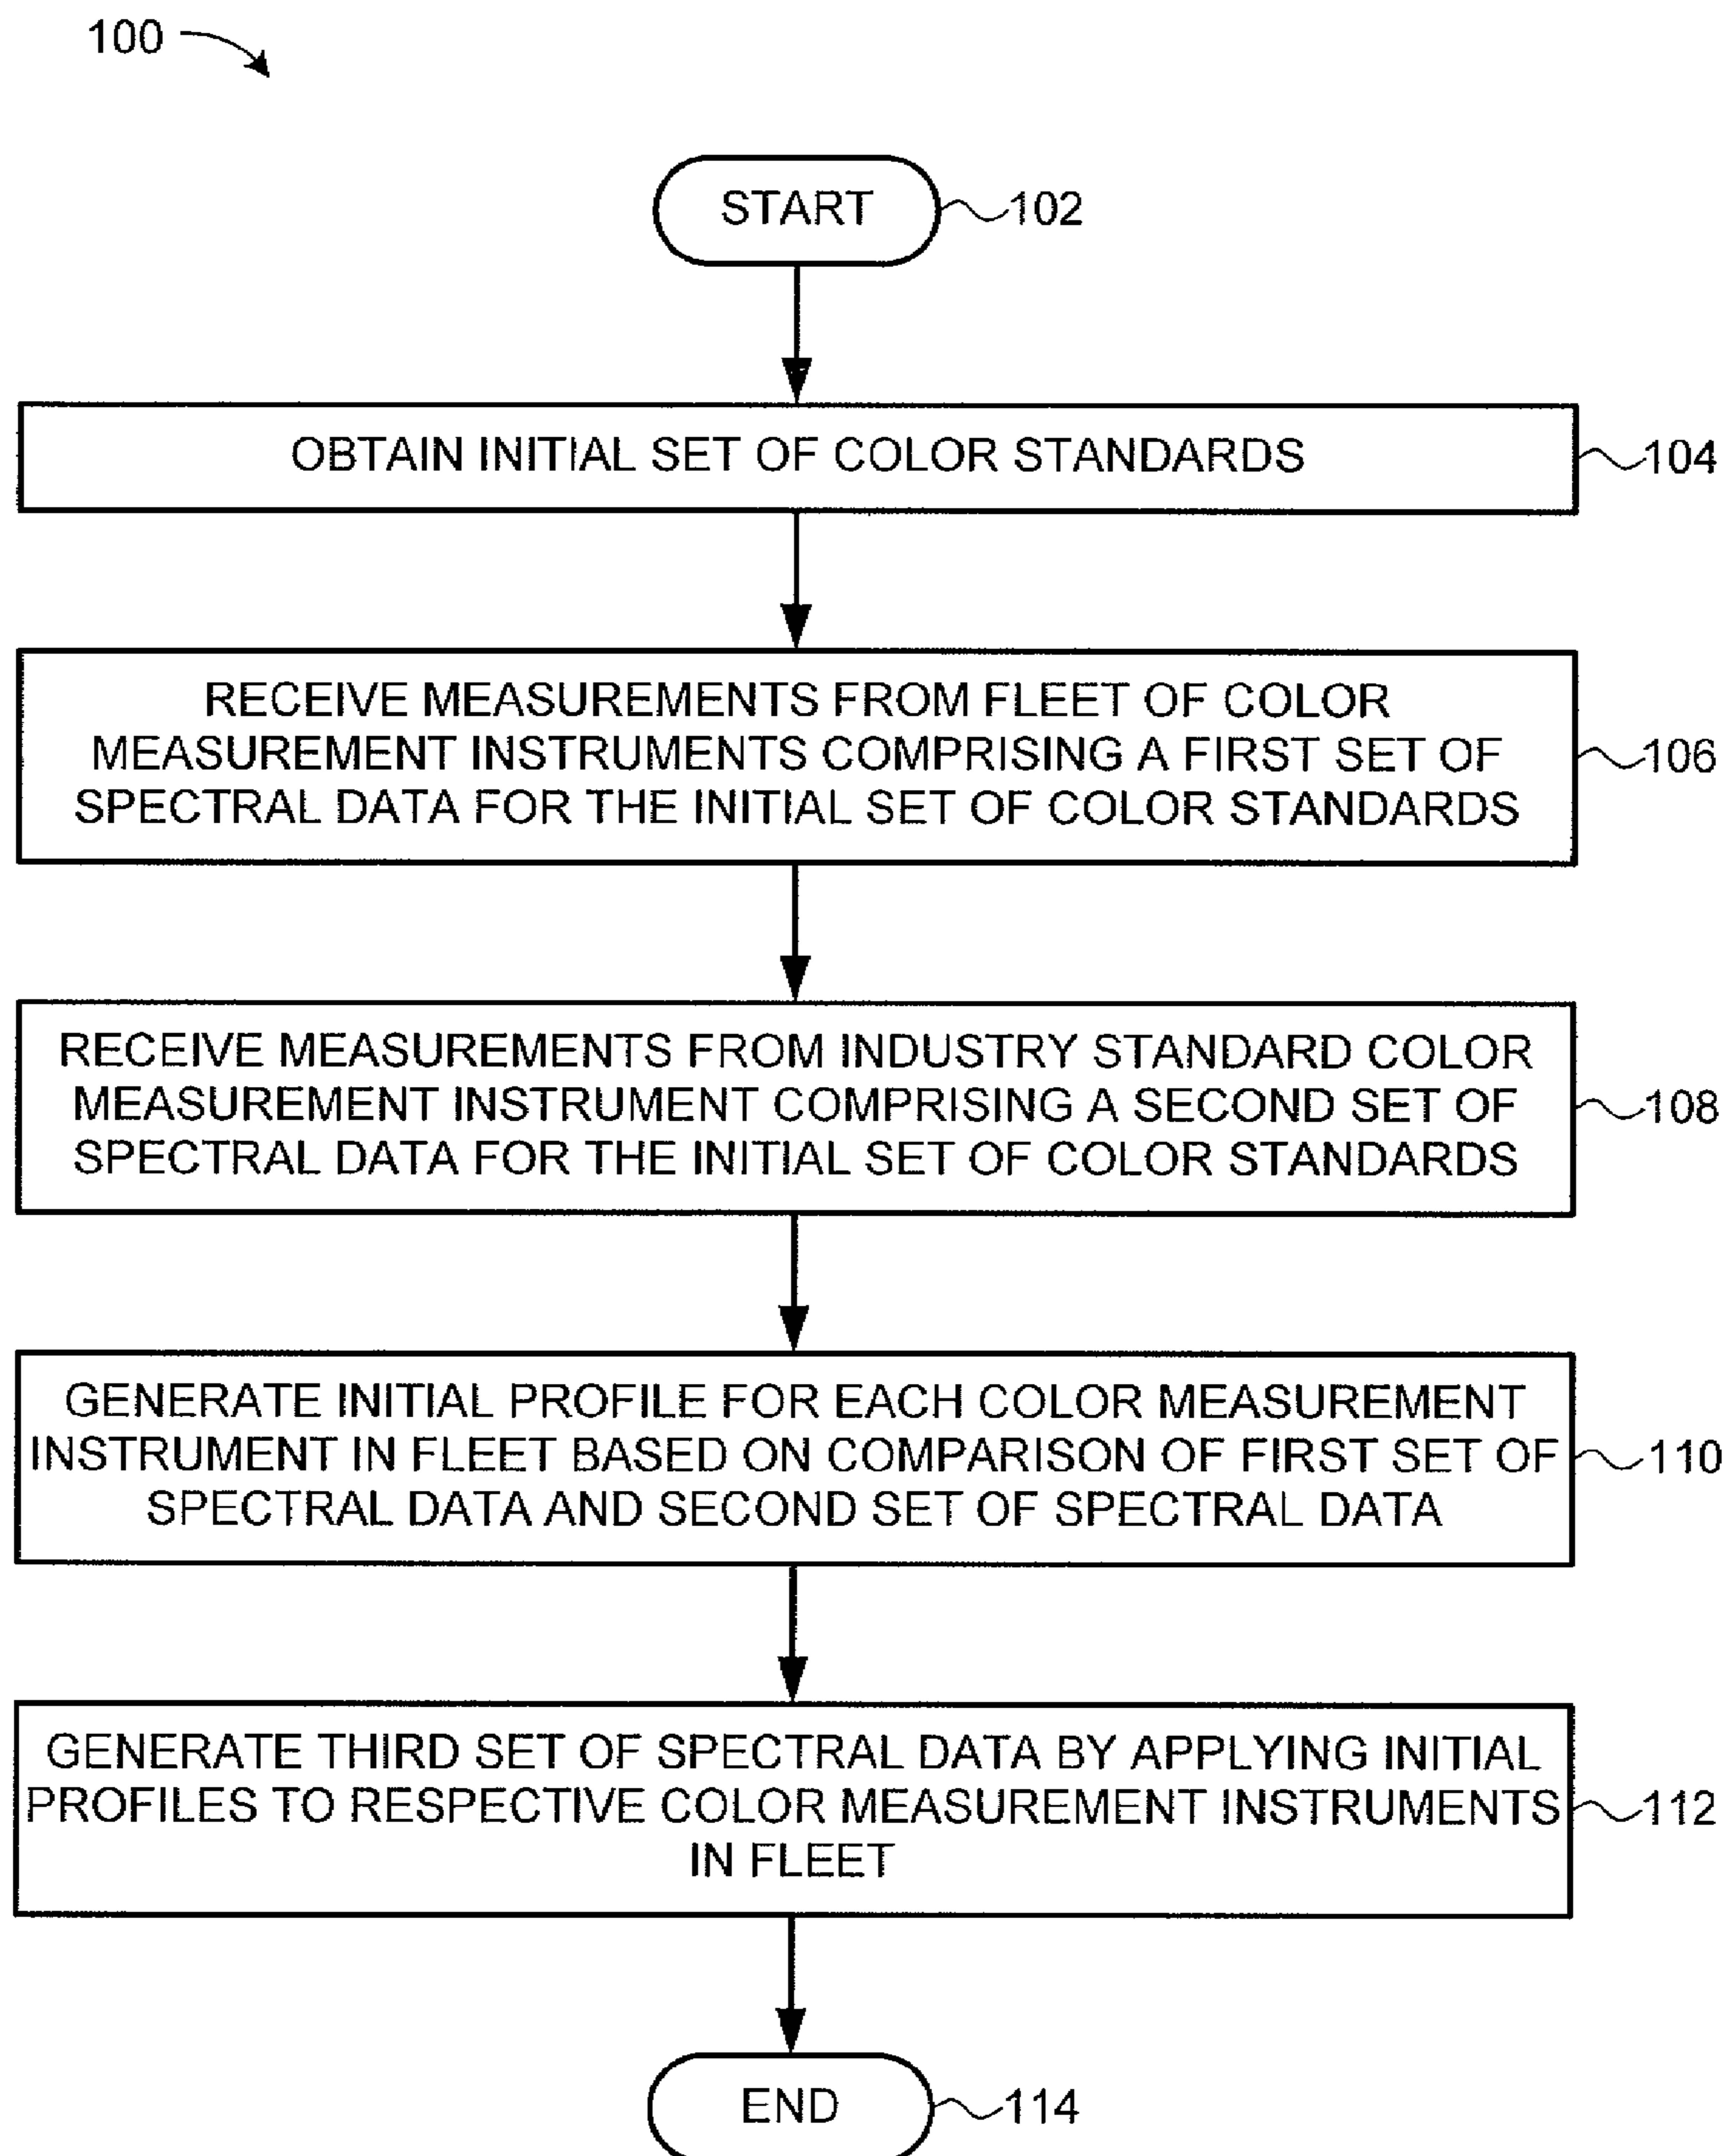 100
START
102
OBTAIN INITIAL SET OF COLOR STANDARDS
104
RECEIVE MEASUREMENTS FROM FLEET OF COLOR
MEASUREMENT INSTRUMENTS COMPRISING A FIRST SET OF
SPECTRAL DATA FOR THE INITIAL SET OF COLOR STANDARDS
106
RECEIVE MEASUREMENTS FROM INDUSTRY STANDARD COLOR
MEASUREMENT INSTRUMENT COMPRISING A SECOND SET OF
SPECTRAL DATA FOR THE INITIAL SET OF COLOR STANDARDS
108
GENERATE INITIAL PROFILE FOR EACH COLOR MEASUREMENT
INSTRUMENT IN FLEET BASED ON COMPARISON OF FIRST SET OF
SPECTRAL DATA AND SECOND SET OF SPECTRAL DATA
110
GENERATE THIRD SET OF SPECTRAL DATA BY APPLYING INITIAL
PROFILES TO RESPECTIVE COLOR MEASUREMENT INSTRUMENTS
IN FLEET
112
END
114